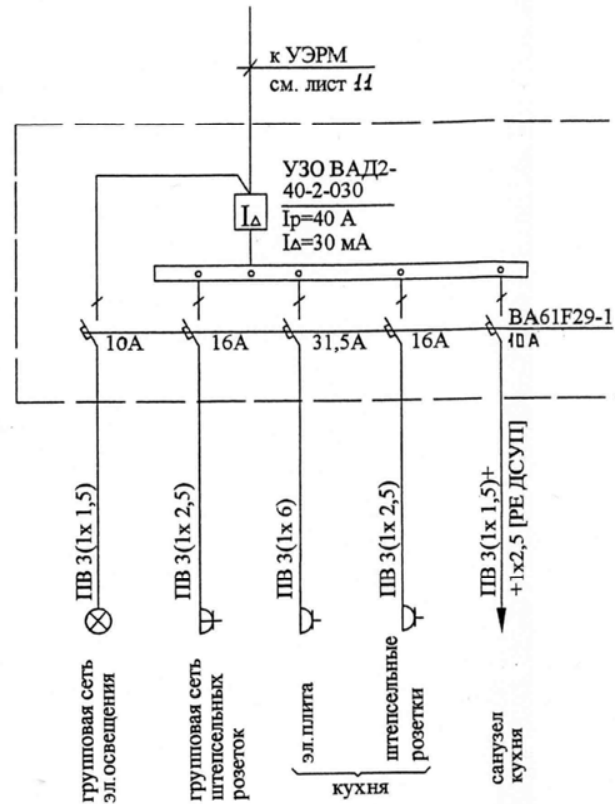 к УЭРМ
см. лист 11
УЗО ВАД2-
40-2-030
Iр=40 А
IΔ=30 мА
IΔ
10А
16А
31,5А
16А
ВА61F29-1
10А
ПВ 3(1х 1,5)
ПВ 3(1х 2,5)
ПВ 3(1х 6)
ПВ 3(1х 2,5)
ПВ 3(1х 1,5)+
+1х2,5 [РЕ ДСУП]
групповая сеть
эл.освещения
групповая сеть
штепсельных
розеток
эл.плита
штепсельные
розетки
кухня
санузел
кухня